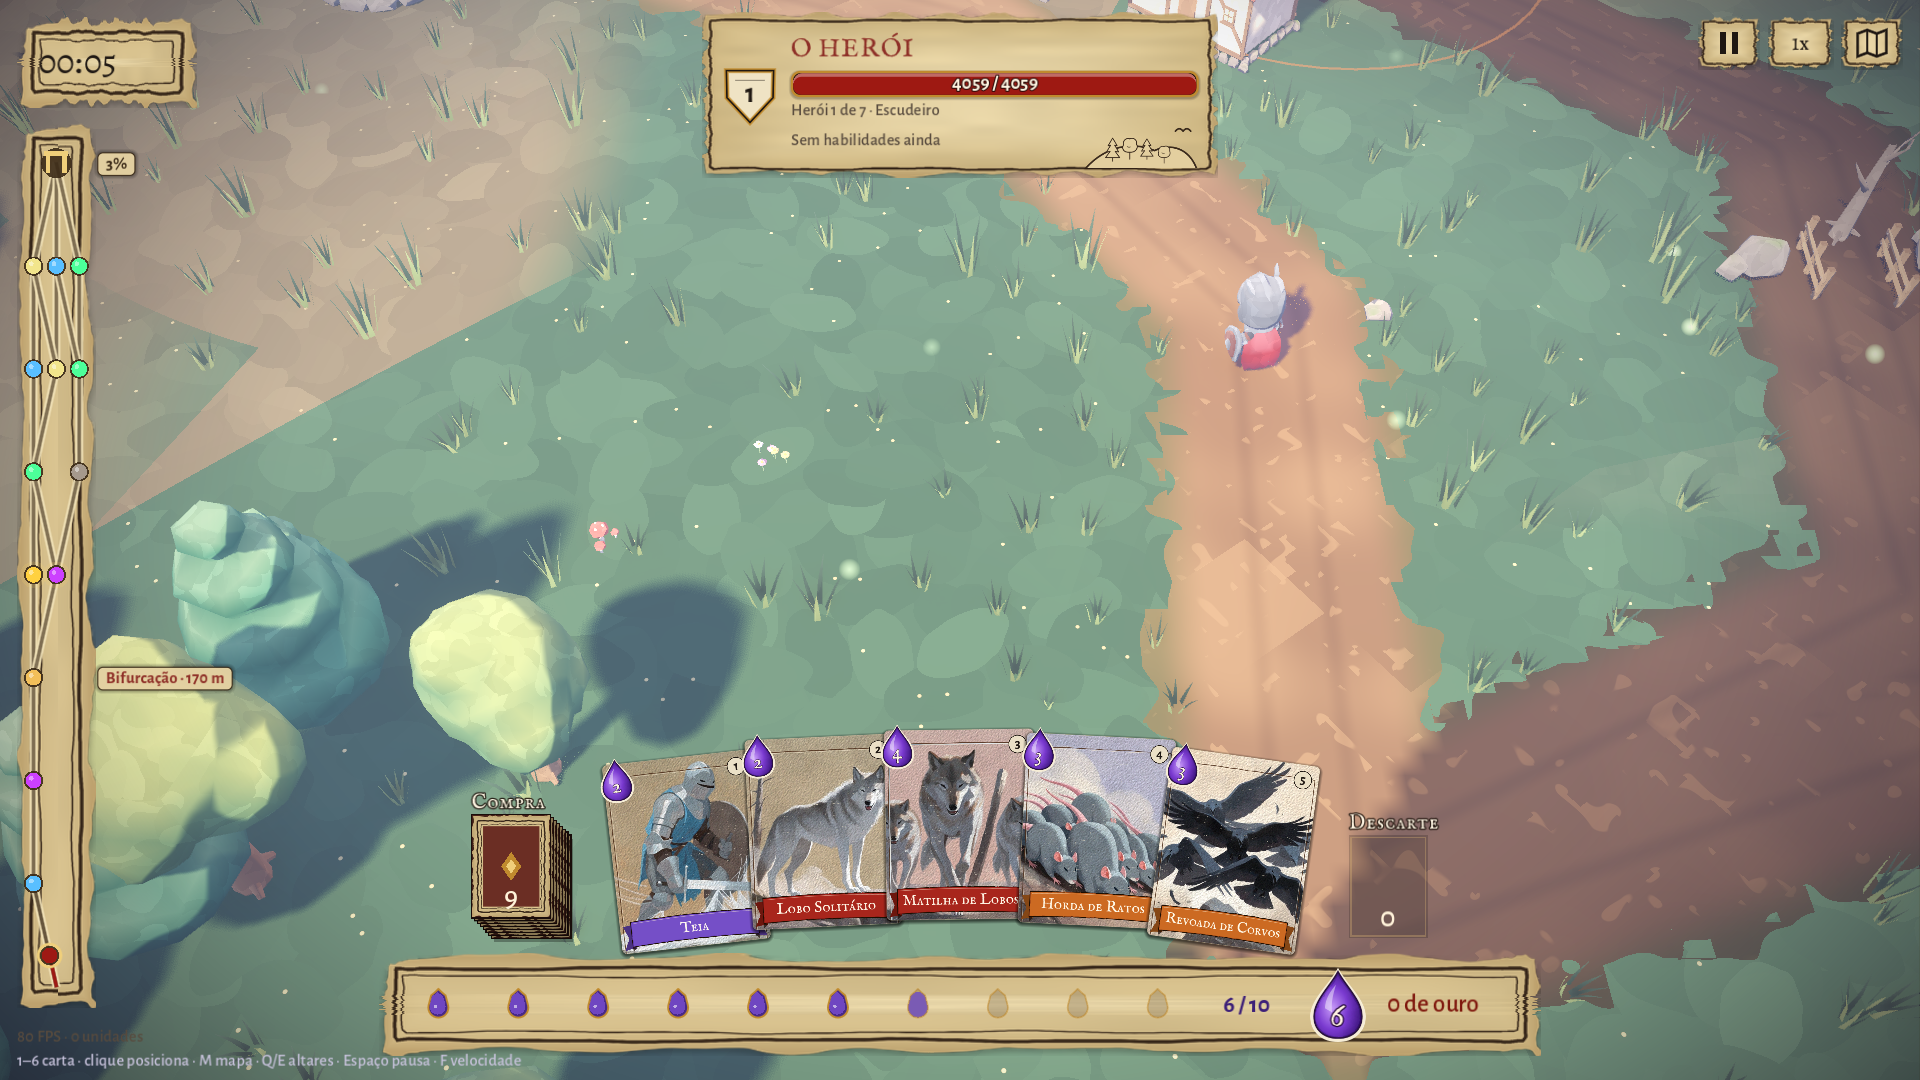 00:05
O HERÓI
1
4059/4059
Herói 1 de 7 · Escudeiro
Sem habilidades ainda
1x
3%
Bifurcação · 170 m
Compra
9
2
1
Teia
2
2
Lobo Solitário
4
3
Matilha de Lobos
3
4
Horda de Ratos
3
5
Revoada de Corvos
Descarte
0
6/10
6
0 de ouro
80 FPS · 0 unidades
1–6 carta · clique posiciona · M mapa · Q/E altares · Espaço pausa · F velocidade